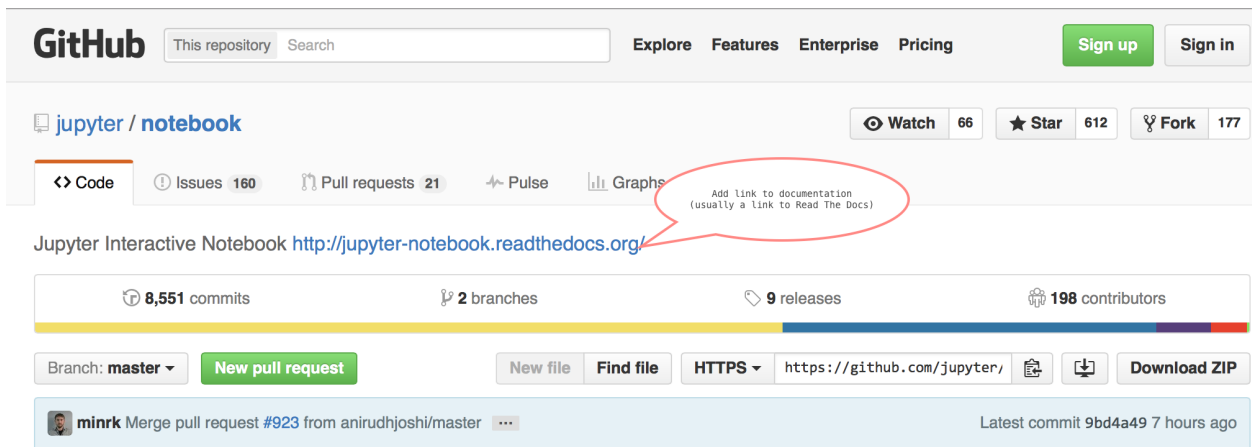 GitHub This repository Search Explore Features Enterprise Pricing Sign up Sign in
jupyter / notebook Watch 66 Star 612 Fork 177
Code Issues 160 Pull requests 21 Pulse Graphs
Add link to documentation
(usually a link to Read The Docs)
Jupyter Interactive Notebook http://jupyter-notebook.readthedocs.org/
8,551 commits 2 branches 9 releases 198 contributors
Branch: master New pull request New file Find file HTTPS https://github.com/jupyter/ Download ZIP
minrk Merge pull request #923 from anirudhjoshi/master ... Latest commit 9bd4a49 7 hours ago